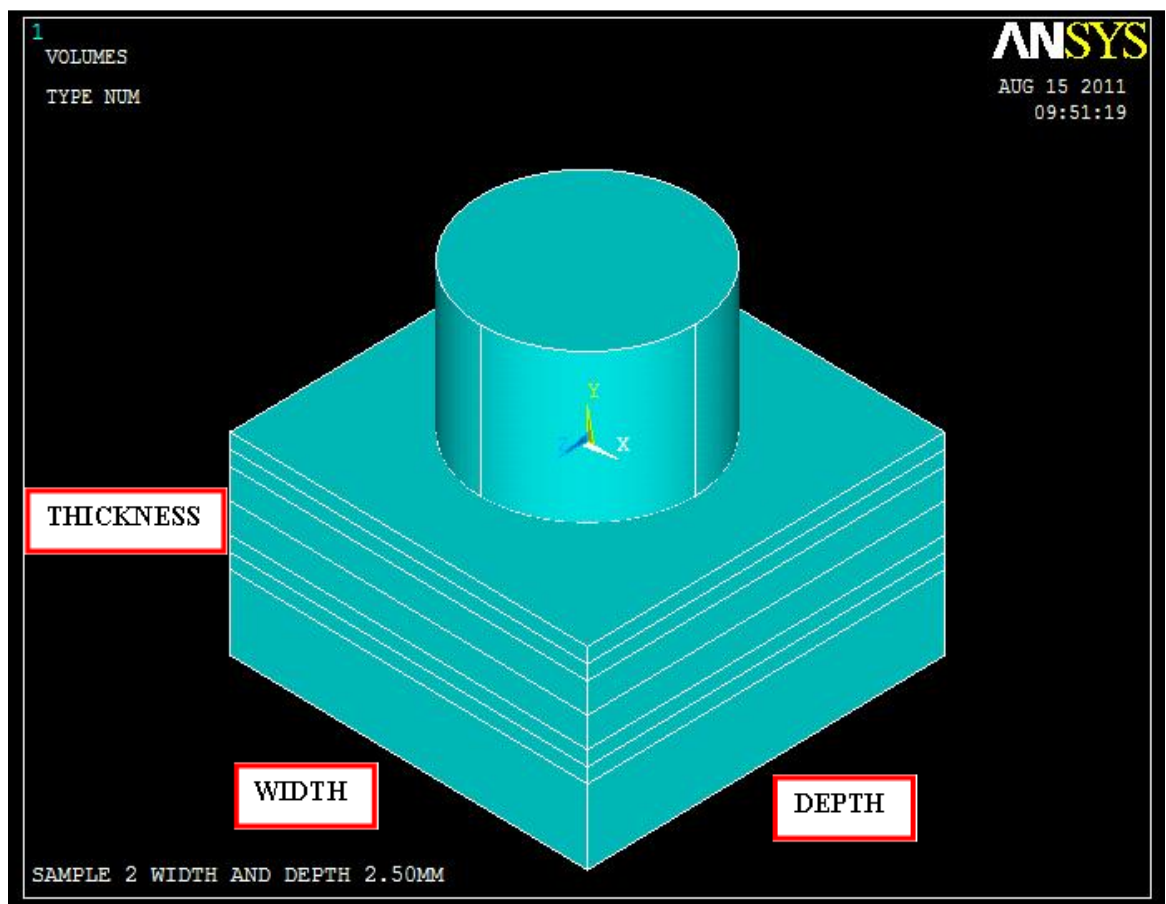 1
VOLUMES
TYPE NUM
ANSYS
AUG 15 2011
09:51:19
Y
Z X
THICKNESS
WIDTH
DEPTH
SAMPLE 2 WIDTH AND DEPTH 2.50MM